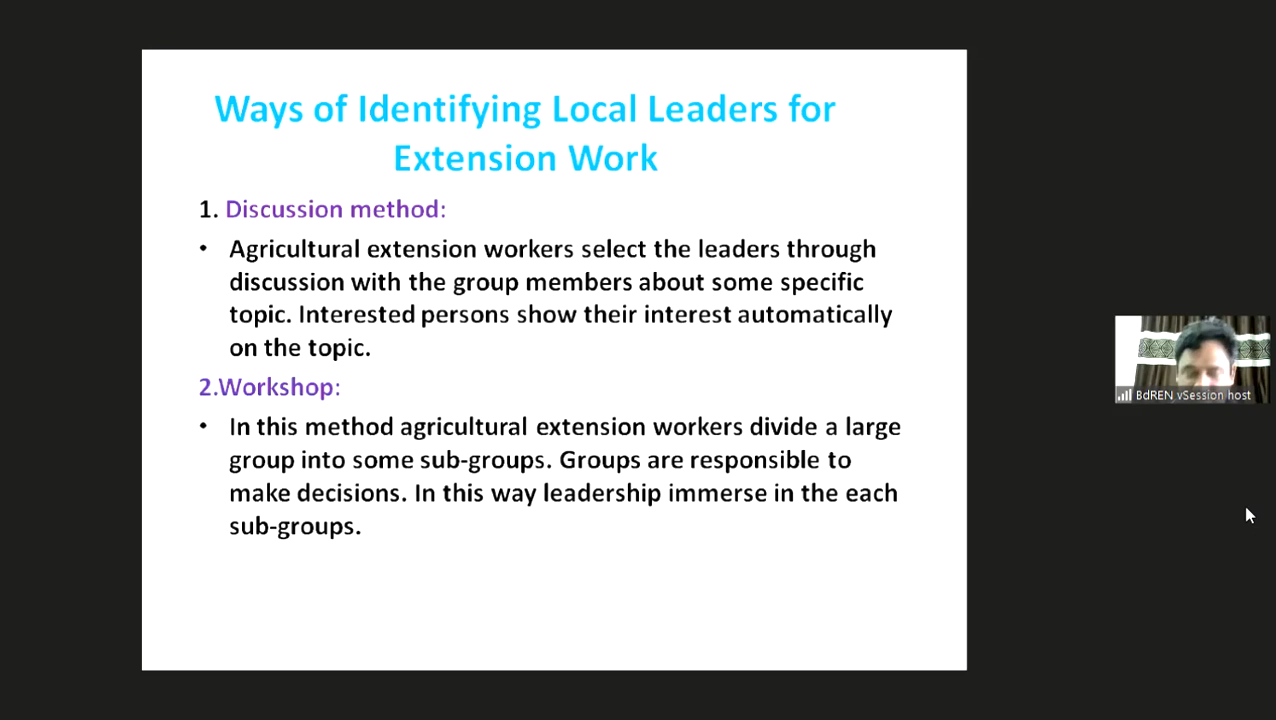 Ways of Identifying Local Leaders for
Extension Work
1. Discussion method:
• Agricultural extension workers select the leaders through
discussion with the group members about some specific
topic. Interested persons show their interest automatically
on the topic.
2.Workshop:
• In this method agricultural extension workers divide a large
group into some sub-groups. Groups are responsible to
make decisions. In this way leadership immerse in the each
sub-groups.
BdREN vSession host